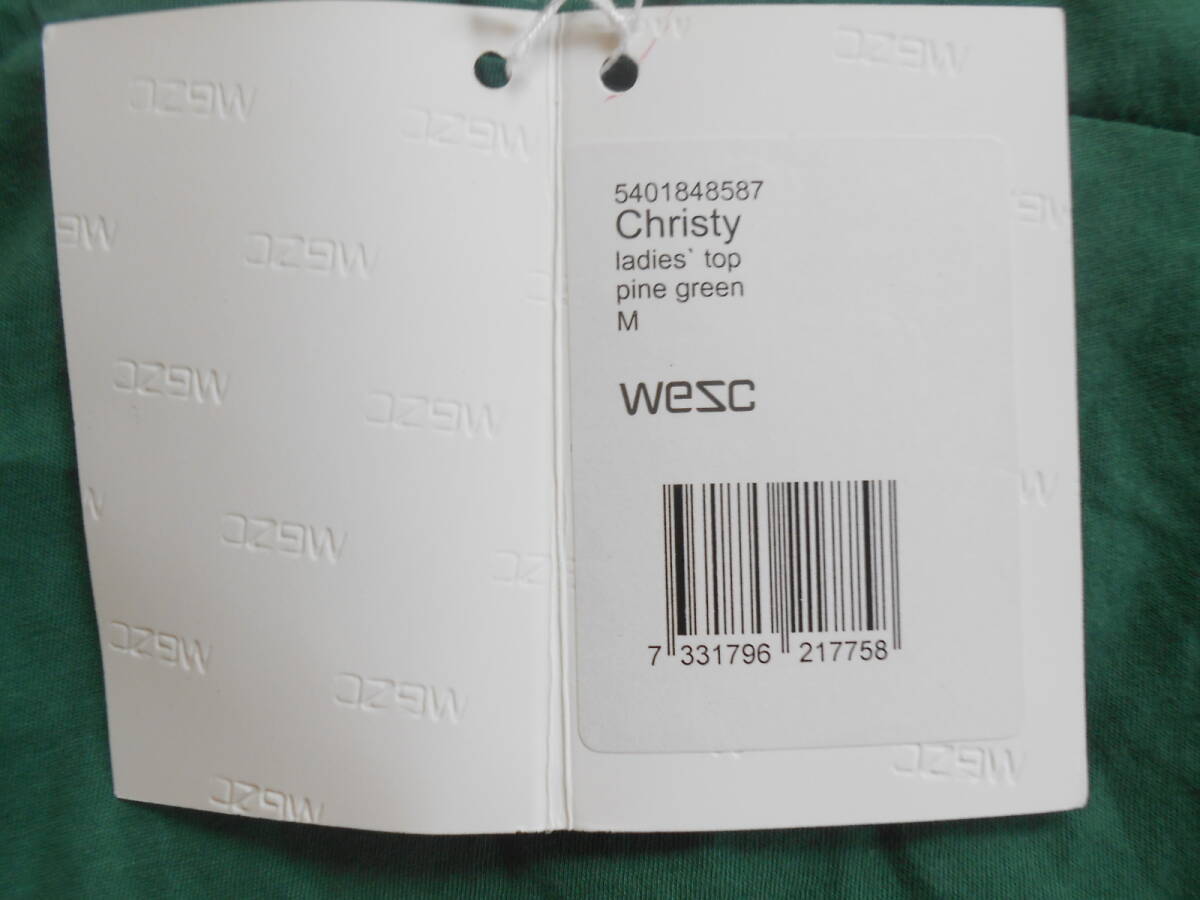 5401848587
Christy
ladies` top
pine green
M
wesc
7 331796 217758